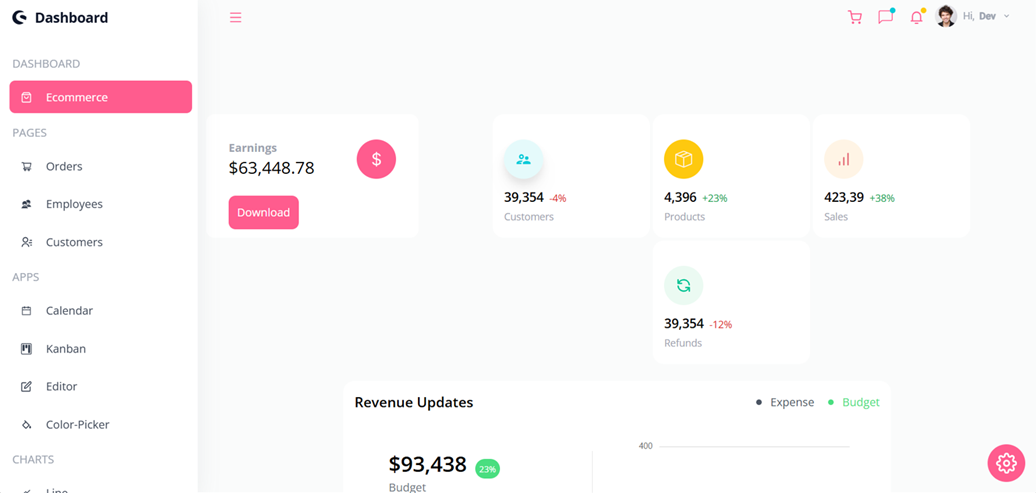 Dashboard
Hi, Dev
DASHBOARD
Ecommerce
PAGES
Orders
Employees
Customers
APPS
Calendar
Kanban
Editor
Color-Picker
CHARTS
Line
Earnings
$63,448.78
$
Download
39,354 -4%
Customers
4,396 +23%
Products
423,39 +38%
Sales
39,354 -12%
Refunds
Revenue Updates
Expense
Budget
$93,438 23%
Budget
400